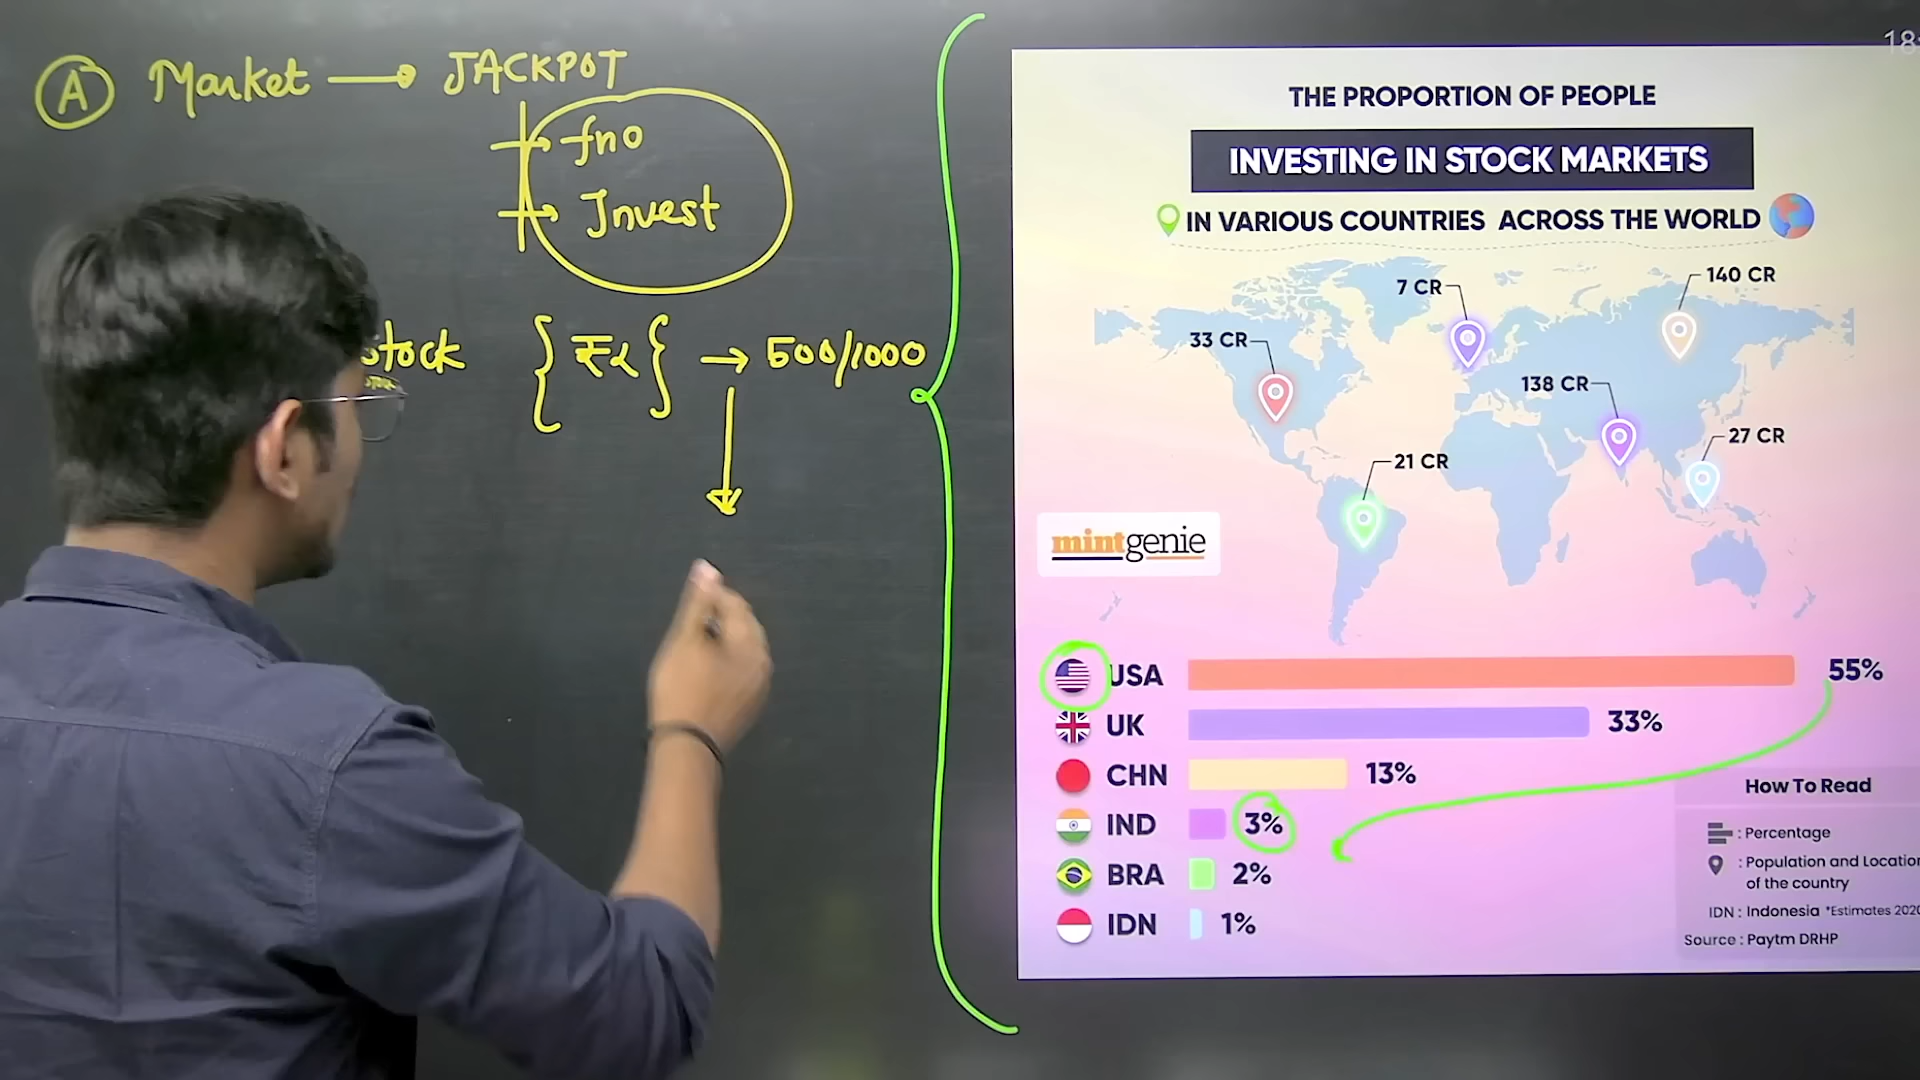 A Market → JACKPOT
fno
Invest
stock { ₹2 } → 500/1000
THE PROPORTION OF PEOPLE
INVESTING IN STOCK MARKETS
IN VARIOUS COUNTRIES ACROSS THE WORLD
140 CR
7 CR
33 CR
138 CR
27 CR
21 CR
mintgenie
USA 55%
UK 33%
CHN 13%
IND 3%
BRA 2%
IDN 1%
How To Read
: Percentage
: Population and Location
of the country
IDN : Indonesia *Estimates 2020
Source : Paytm DRHP